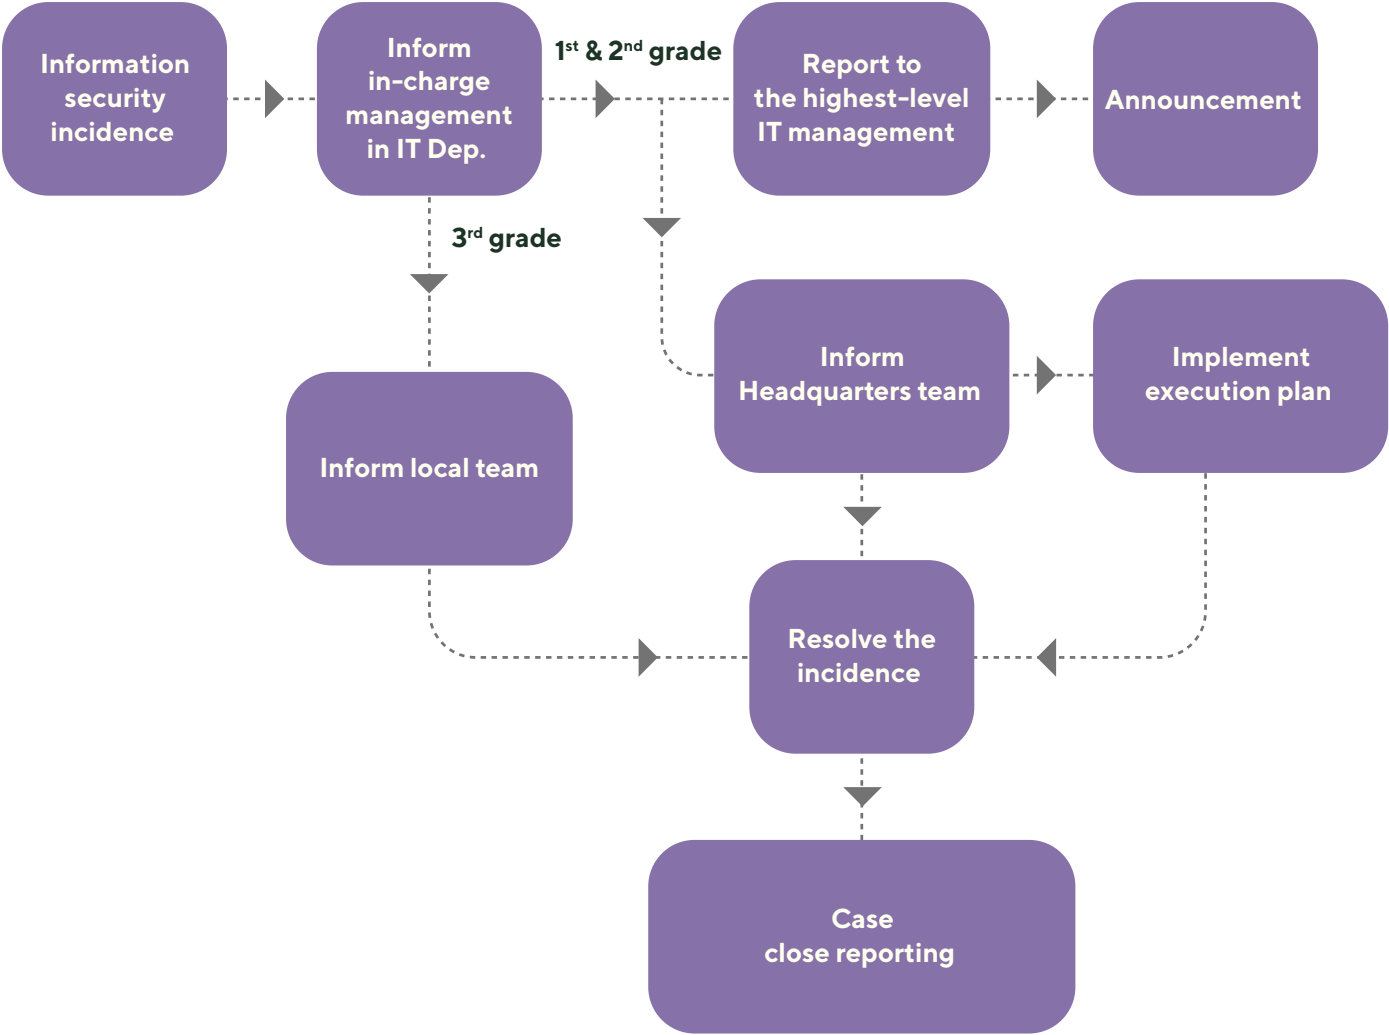 Information
security
incidence
Inform
in-charge
management
in IT Dep.
1st & 2nd grade
Report to
the highest-level
IT management
Announcement
3rd grade
Inform
Headquarters team
Implement
execution plan
Inform local team
Resolve the
incidence
Case
close reporting